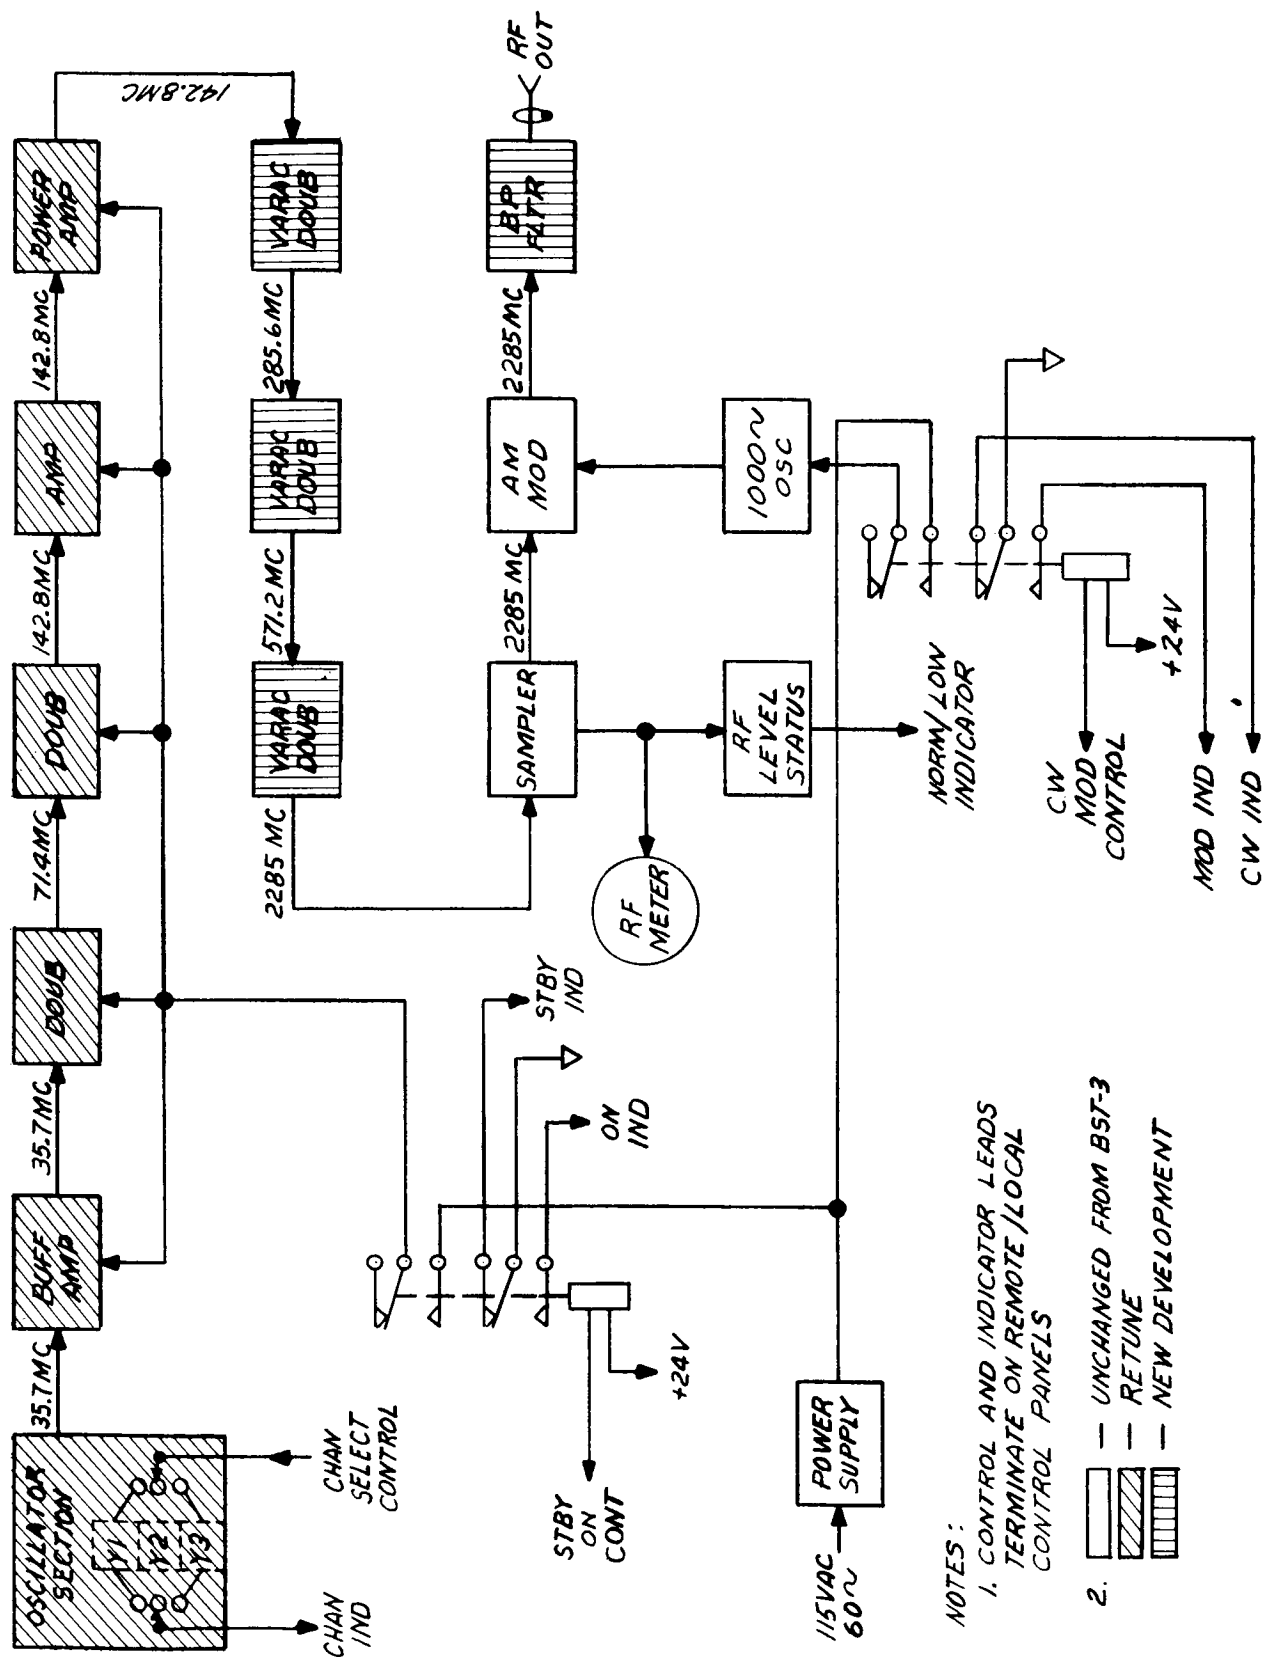 OSCILLATOR
SECTION
Y1
Y2
Y3
CHAN
IND
CHAN
SELECT
CONTROL
35.7MC
BUFF
AMP
35.7MC
DOUB
71.4MC
DOUB
142.8MC
AMP
142.8MC
POWER
AMP
142.8MC
VARAC
DOUB
285.6MC
VARAC
DOUB
571.2MC
VARAC
DOUB
2285 MC
SAMPLER
2285 MC
AM
MOD
2285MC
BP
FLTR
RF
OUT
RF
METER
RF
LEVEL
STATUS
1000~
OSC
NORM/LOW
INDICATOR
STBY
IND
ON
IND
+24V
STBY
ON
CONT
115VAC
60~
POWER
SUPPLY
+24V
CW
MOD
CONTROL
MOD IND
CW IND
NOTES:
1. CONTROL AND INDICATOR LEADS
TERMINATE ON REMOTE/LOCAL
CONTROL PANELS
2. — UNCHANGED FROM BST-3
— RETUNE
— NEW DEVELOPMENT